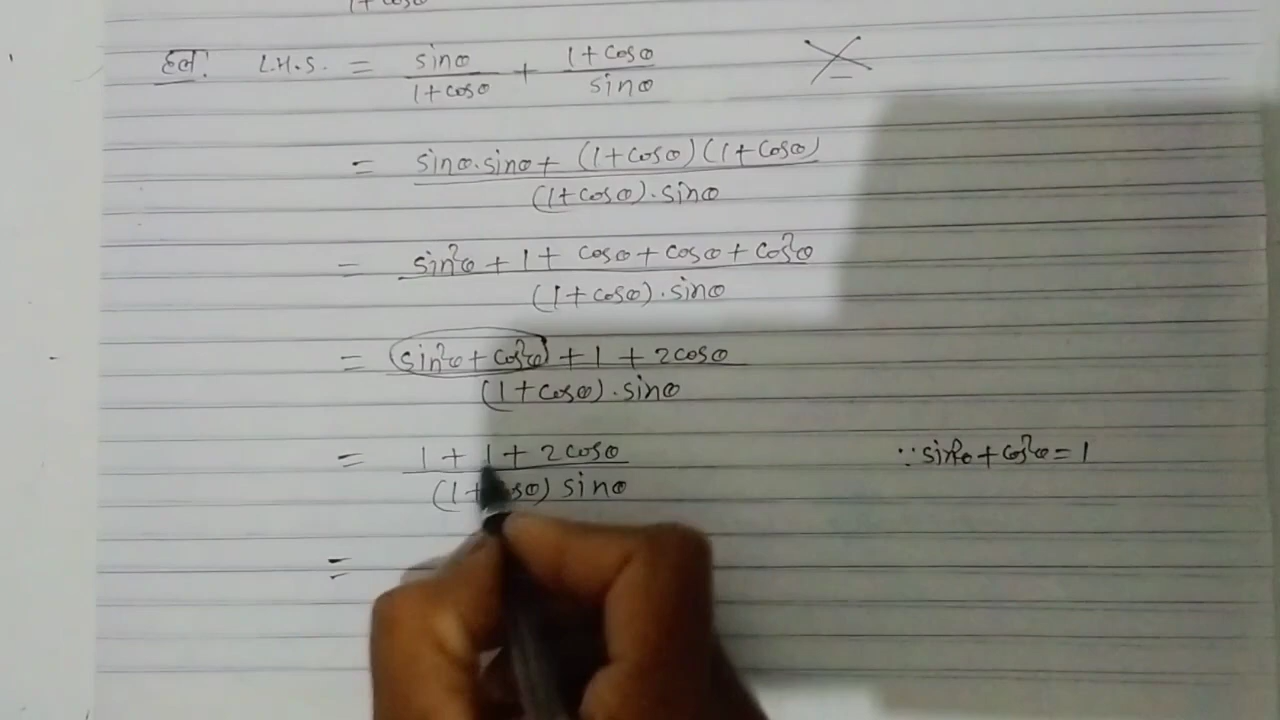 1 + cosθ
हल: L.H.S. = sinθ/(1+cosθ) + (1+cosθ)/sinθ
= (sinθ.sinθ + (1+cosθ)(1+cosθ))/((1+cosθ).sinθ)
= (sin²θ + 1 + cosθ + cosθ + cos²θ)/((1+cosθ).sinθ)
= ((sin²θ + cos²θ) + 1 + 2cosθ)/((1+cosθ).sinθ)
= (1 + 1 + 2cosθ)/((1+cosθ) sinθ) ∵ sin²θ + cos²θ = 1
=